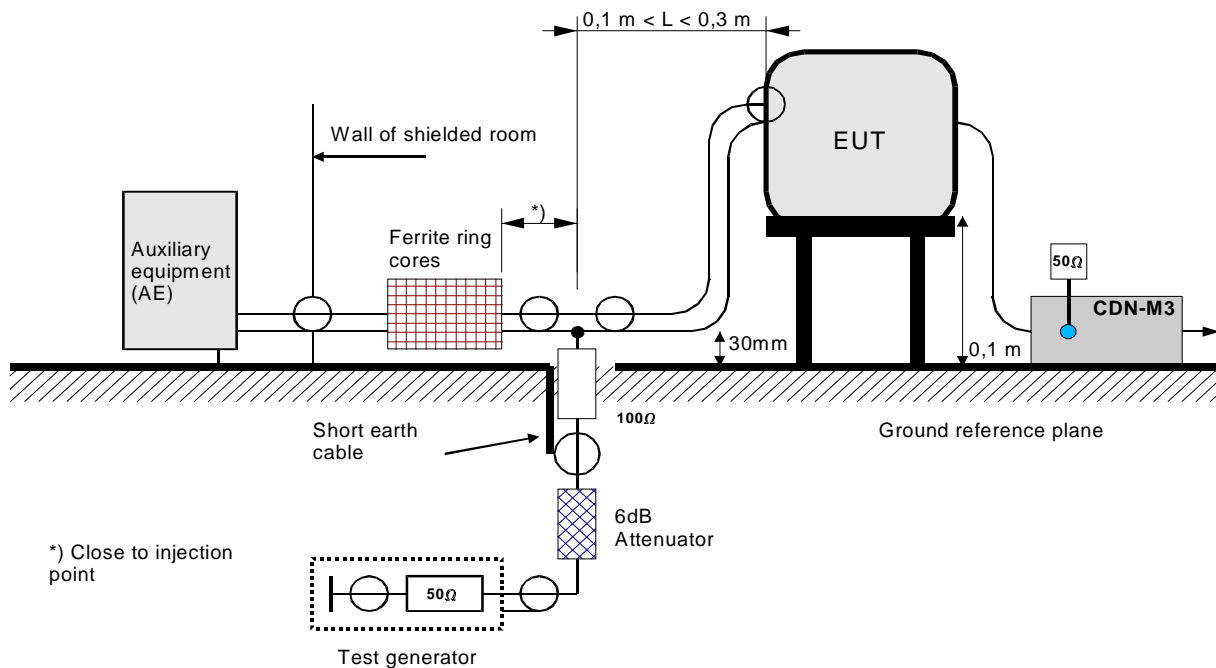 0,1 m < L < 0,3 m
Wall of shielded room
EUT
*)
Auxiliary
equipment
(AE)
Ferrite ring
cores
50Ω
CDN-M3
30mm
0,1 m
100Ω
Short earth
cable
Ground reference plane
6dB
Attenuator
*) Close to injection
point
50Ω
Test generator